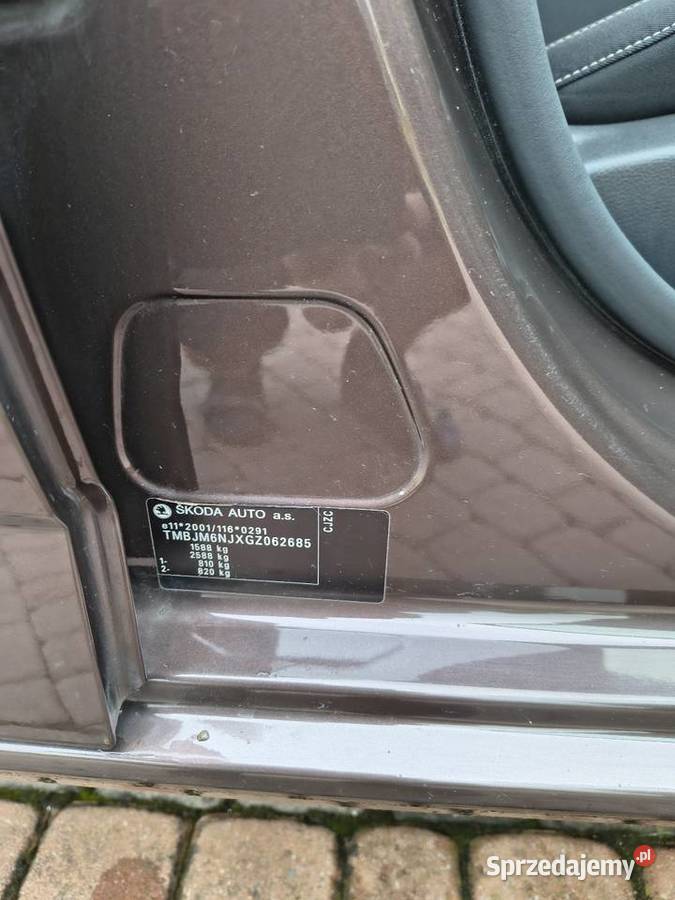 ŠKODA AUTO a.s.
e11*2001/116*0291
TMBJM6NJXGZ062685
1588 kg
2588 kg
1- 810 kg
2- 820 kg
CJZC
Sprzedajemy.pl